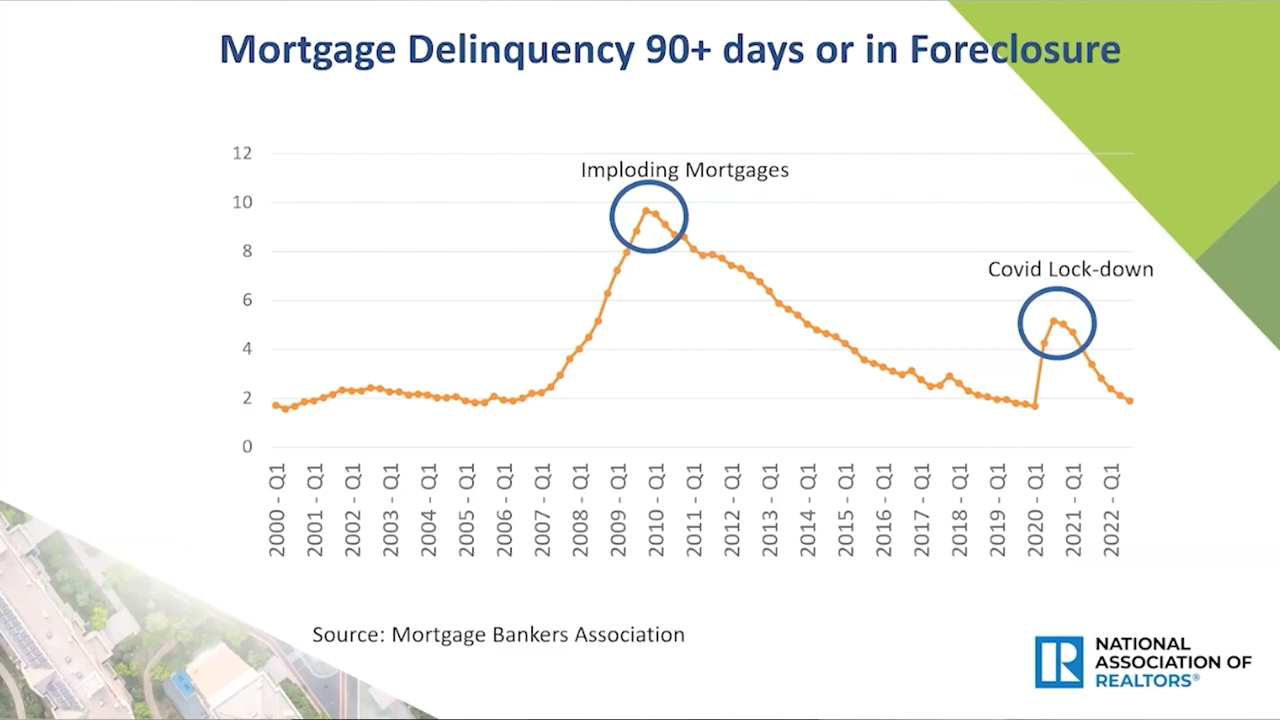 Mortgage Delinquency 90+ days or in Foreclosure
12
10
8
6
4
2
0
Imploding Mortgages
Covid Lock-down
2000 - Q1
2001 - Q1
2002 - Q1
2003 - Q1
2004 - Q1
2005 - Q1
2006 - Q1
2007 - Q1
2008 - Q1
2009 - Q1
2010 - Q1
2011 - Q1
2012 - Q1
2013 - Q1
2014 - Q1
2015 - Q1
2016 - Q1
2017 - Q1
2018 - Q1
2019 - Q1
2020 - Q1
2021 - Q1
2022 - Q1
Source: Mortgage Bankers Association
R
NATIONAL
ASSOCIATION OF
REALTORS®